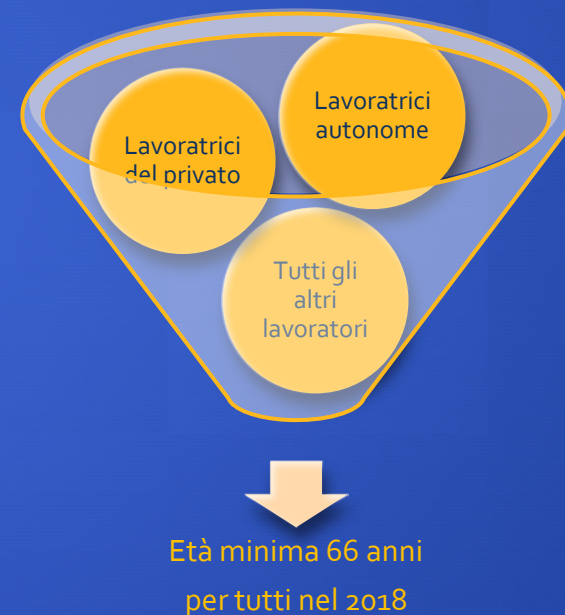 Lavoratrici
autonome
Lavoratrici
del privato
Tutti gli
altri
lavoratori
Età minima 66 anni
per tutti nel 2018